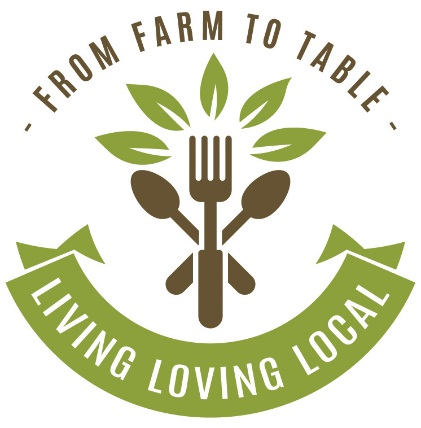 - FROM FARM TO TABLE -
LIVING LOVING LOCAL